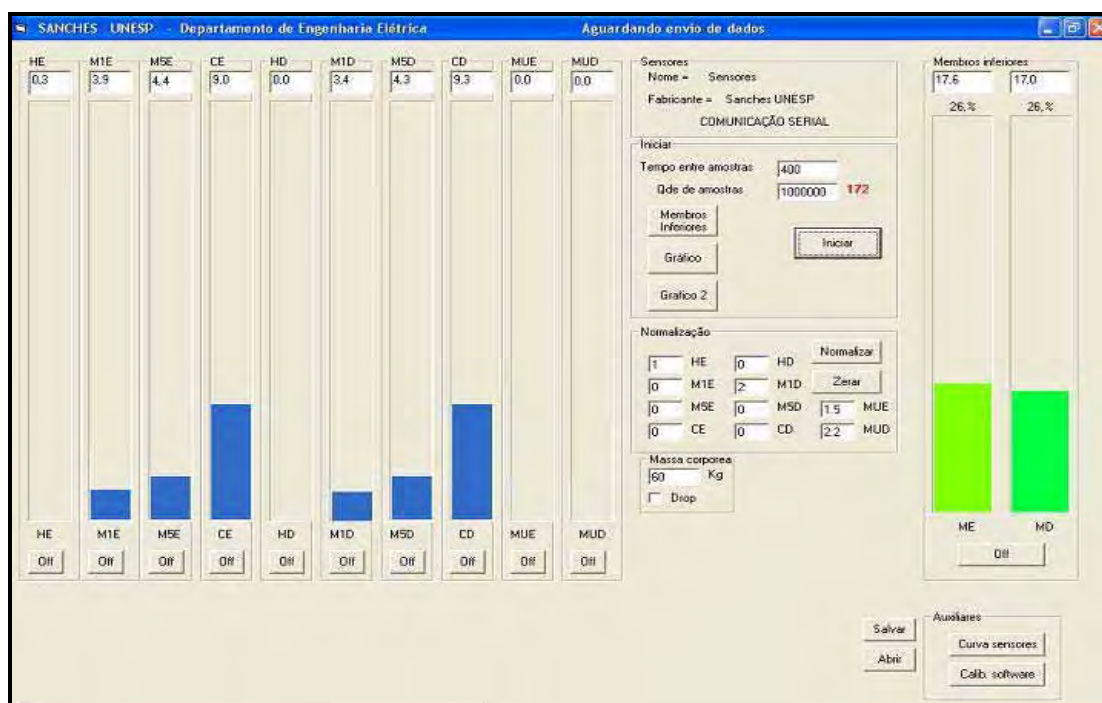 SANCHES UNESP - Departamento de Engenharia Elétrica Aguardando envio de dados
HE M1E M5E CE HD M1D M5D CD MUE MUD
0.3 3.9 4.4 9.0 0.0 3.4 4.3 9.3 0.0 0.0
HE M1E M5E CE HD M1D M5D CD MUE MUD
Off Off Off Off Off Off Off Off Off Off
Sensores
Nome = Sensores
Fabricante = Sanches UNESP
COMUNICAÇÃO SERIAL
Iniciar
Tempo entre amostras 400
Qde de amostras 1000000 172
Membros
Inferiores
Iniciar
Gráfico
Grafico 2
Normalização
1 HE 0 HD Normalizar
0 M1E 2 M1D Zerar
0 M5E 0 M5D 1.5 MUE
0 CE 0 CD 2.2 MUD
Massa corporea
60 Kg
Drop
Membros inferiores
17.6 17.0
26,% 26,%
ME MD
Off
Salvar
Abrir
Auxiliares
Curva sensores
Calib. software